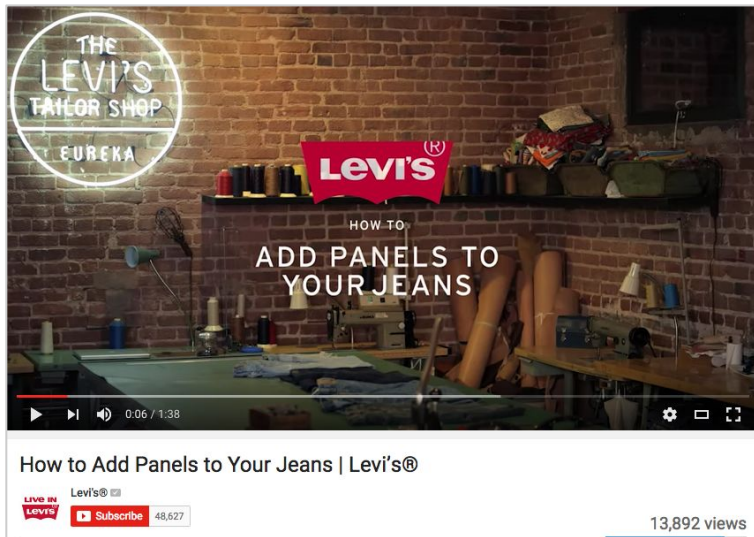 THE
LEVI'S
TAILOR SHOP
EUREKA
Levi's®
HOW TO
ADD PANELS TO
YOUR JEANS
0:06 / 1:38
How to Add Panels to Your Jeans | Levi's®
LIVE IN
Levi's
Levi's®
Subscribe 48,627
13,892 views